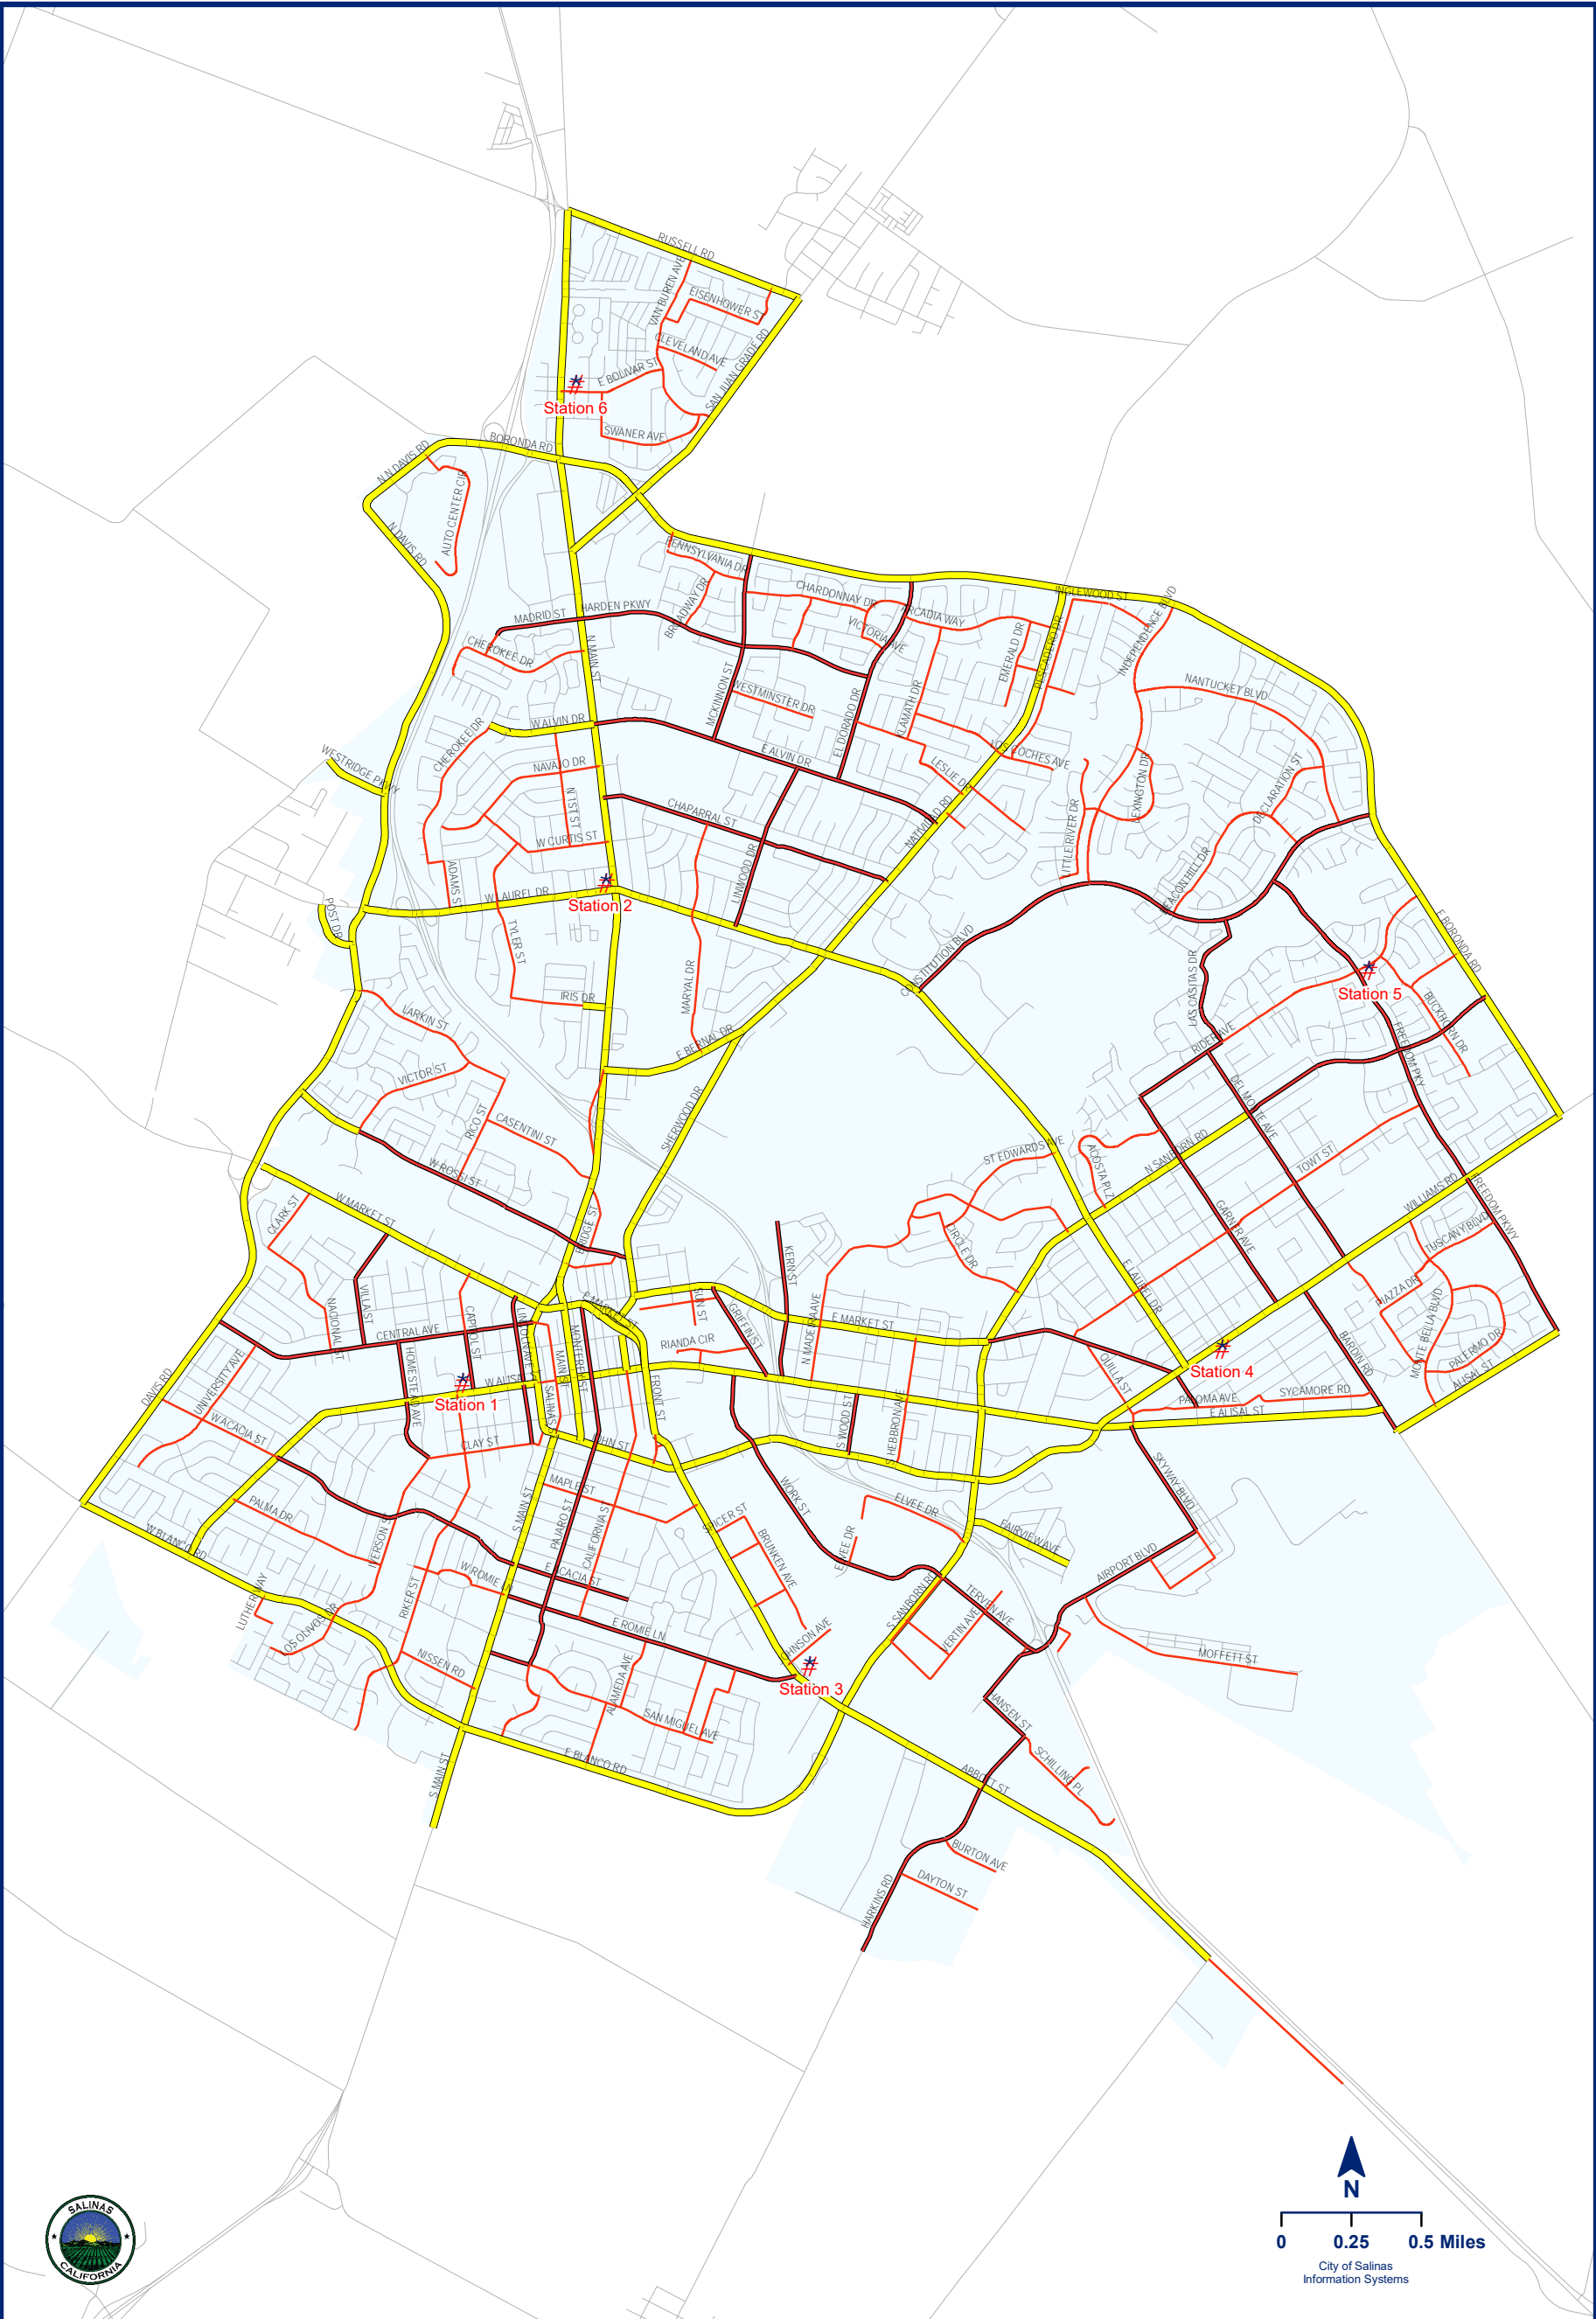 RUSSELL RD
VAN BUREN AVE
EISENHOWER ST
CLEVELAND AVE
SAN JUAN GRADE RD
E BOLIVAR ST
Station 6
SWANER AVE
BORONDA RD
N N DAVIS RD
AUTO CENTER CIR
N DAVIS RD
PENNSYLVANIA DR
BROADWAY DR
CHARDONNAY DR
VICTORIA AVE
ARCADIA WAY
INGLEWOOD ST
INDEPENDENCE BLVD
MADRID ST
HARDEN PKWY
CHEROKEE DR
N MAIN ST
EMERALD DR
PESCADERO DR
NANTUCKET BLVD
MCKINNON ST
WESTMINSTER DR
EL DORADO DR
KLAMATH DR
CHEROKEE DR
W ALVIN DR
E ALVIN DR
LOS COCHES AVE
LESLIE DR
WESTRIDGE PKWY
NAVAJO DR
N 1ST ST
CHAPARRAL ST
NATIVIDAD RD
LEXINGTON DR
DECLARATION ST
LITTLE RIVER DR
W CURTIS ST
ADAMS ST
LINWOOD DR
BEACON HILL DR
W LAUREL DR
Station 2
POST DR
TYLER ST
MARYAL DR
CONSTITUTION BLVD
LAS CASITAS DR
E BORONDA RD
Station 5
IRIS DR
LARKIN ST
E BERNAL DR
RIDER AVE
BUCKHORN DR
FREEDOM PKY
VICTOR ST
RICO ST
CASENTINI ST
SHERWOOD DR
DEL MONTE AVE
ST EDWARDS AVE
ACOSTA PLZ
N SANBORN RD
TOWT ST
W ROSSI ST
WILLIAMS RD
FREEDOM PKWY
CLARK ST
W MARKET ST
BRIDGE ST
CIRCLE DR
GARNER AVE
TUSCANY BLVD
KERN ST
E LAUREL DR
PIAZZA DR
NACIONAL ST
VILLA ST
CAPITOL ST
CENTRAL AVE
LINCOLN AVE
E MARKET ST
SUN ST
GRIFFIN ST
N MADEIRA AVE
E MARKET ST
MONTE BELLA BLVD
BARDIN RD
PALERMO DR
ALISAL ST
RIANDA CIR
MONTEREY ST
MAIN ST
DAVIS RD
UNIVERSITY AVE
HOMESTEAD AVE
W ALISAL ST
Station 1
SALINAS ST
FRONT ST
QUILLA ST
Station 4
PALOMA AVE
SYCAMORE RD
E ALISAL ST
W ACACIA ST
CLAY ST
JOHN ST
S WOOD ST
S HEBBRON AVE
SKYWAY BLVD
PALMA DR
MAPLE ST
WORK ST
ELVEE DR
S MAIN ST
PAJARO ST
CALIFORNIA ST
SPICER ST
BRUNKEN AVE
ELVEE DR
FAIRVIEW AVE
W BLANCO RD
IVERSON ST
E ACACIA ST
W ROMIE LN
AIRPORT BLVD
LUTHER WAY
RIKER ST
S SANBORN RD
TERVEN AVE
VERTIN AVE
LOS OLIVOS DR
E ROMIE LN
JOHNSON AVE
MOFFETT ST
NISSEN RD
ALAMEDA AVE
Station 3
SAN MIGUEL AVE
HANSEN ST
E BLANCO RD
SCHILLING PL
S MAIN ST
ABBOTT ST
BURTON AVE
DAYTON ST
HARKINS RD
N
0 0.25 0.5 Miles
City of Salinas
Information Systems
SALINAS
CALIFORNIA